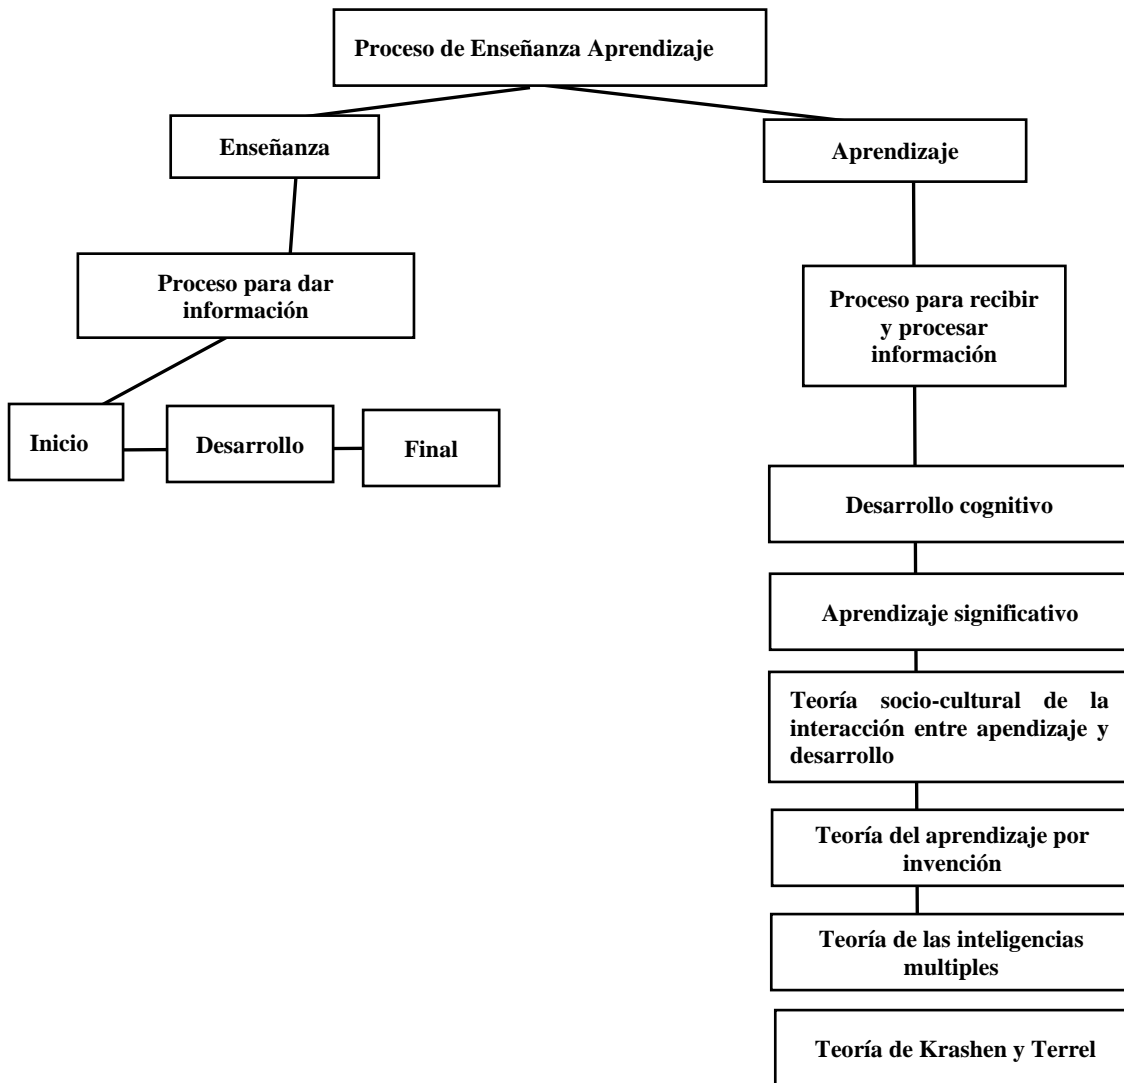 Proceso de Enseñanza Aprendizaje
Enseñanza
Aprendizaje
Proceso para dar
información
Proceso para recibir
y procesar
información
Inicio
Desarrollo
Final
Desarrollo cognitivo
Aprendizaje significativo
Teoría socio-cultural de la
interacción entre apendizaje y
desarrollo
Teoría del aprendizaje por
invención
Teoría de las inteligencias
multiples
Teoría de Krashen y Terrel